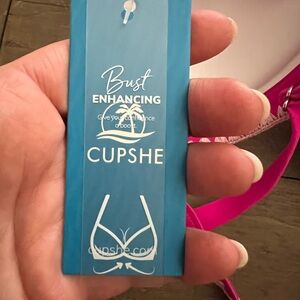 Bust
ENHANCING
Give your confidence
a boost.
CUPSHE
cupshe.com